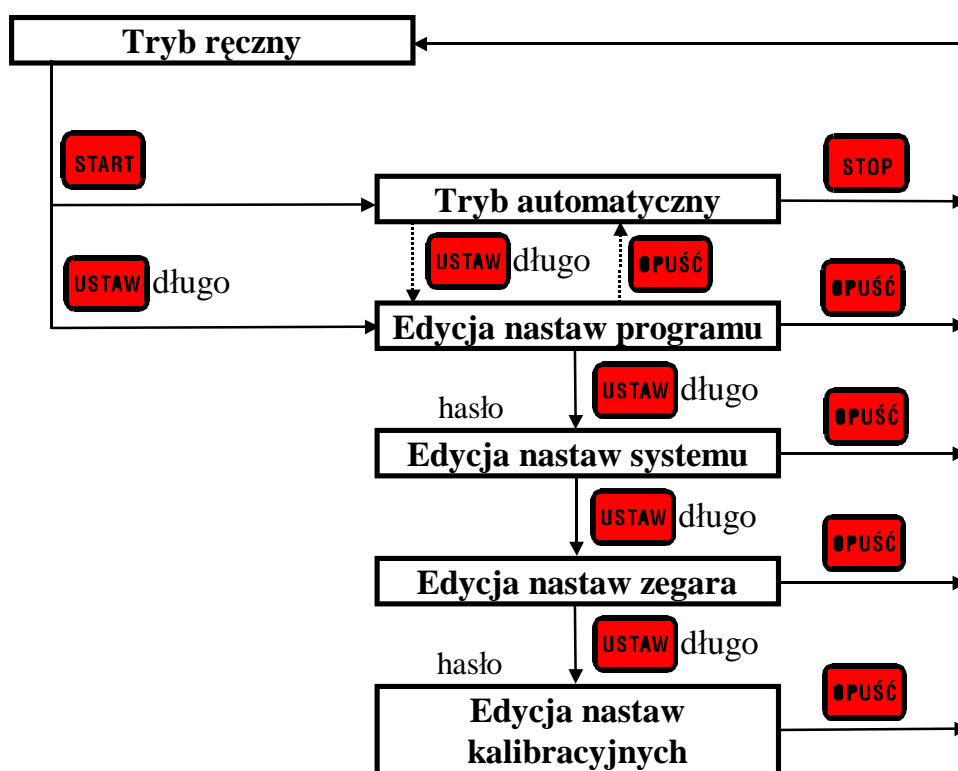 Tryb ręczny
START
STOP
Tryb automatyczny
USTAW długo
OPUŚĆ
USTAW długo
OPUŚĆ
Edycja nastaw programu
USTAW długo
hasło
OPUŚĆ
Edycja nastaw systemu
USTAW długo
OPUŚĆ
Edycja nastaw zegara
USTAW długo
hasło
OPUŚĆ
Edycja nastaw
kalibracyjnych